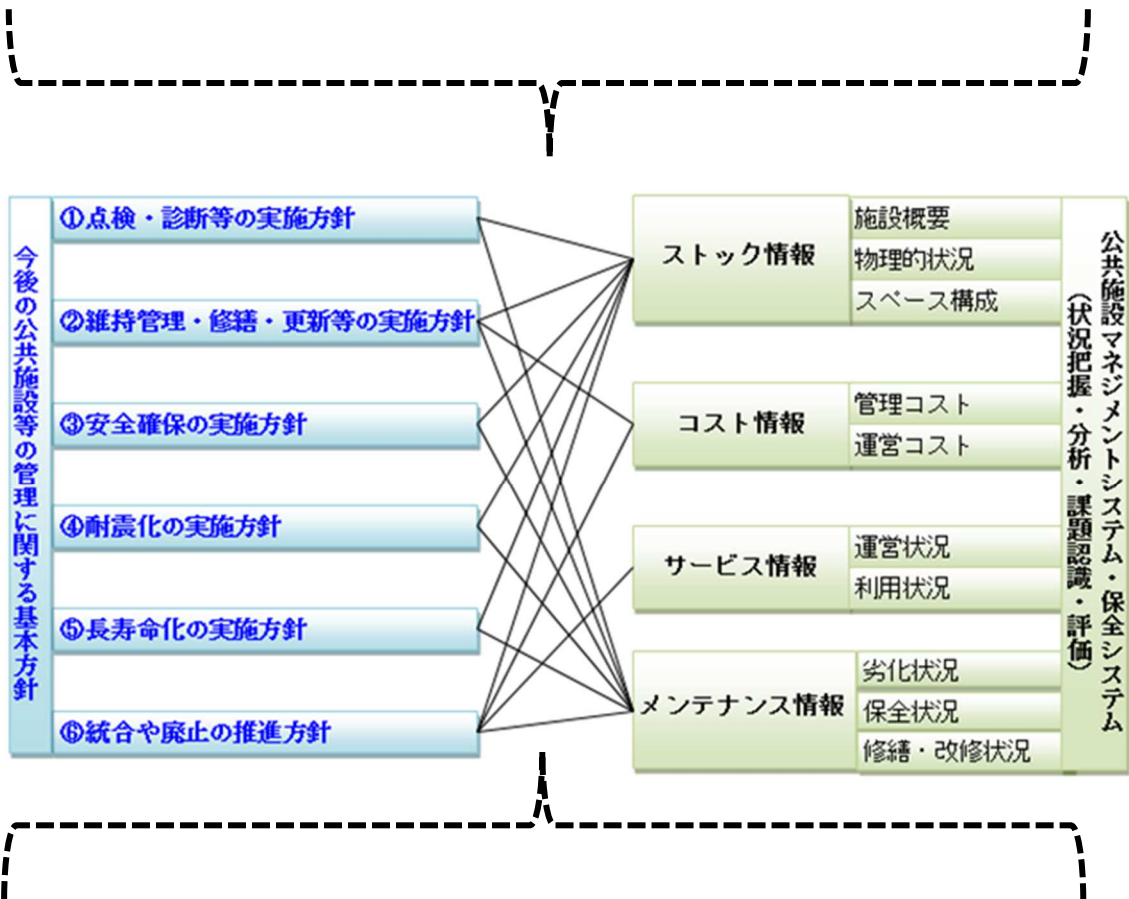 今後の公共施設等の管理に関する基本方針
①点検・診断等の実施方針
②維持管理・修繕・更新等の実施方針
③安全確保の実施方針
④耐震化の実施方針
⑤長寿命化の実施方針
⑥統合や廃止の推進方針
ストック情報
施設概要
物理的状況
スペース構成
コスト情報
管理コスト
運営コスト
サービス情報
運営状況
利用状況
メンテナンス情報
劣化状況
保全状況
修繕・改修状況
公共施設マネジメントシステム・保全システム
（状況把握・分析・課題認識・評価）